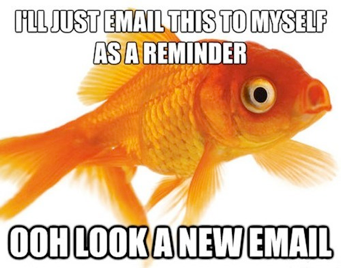 I'LL JUST EMAIL THIS TO MYSELF
AS A REMINDER
OOH LOOK A NEW EMAIL